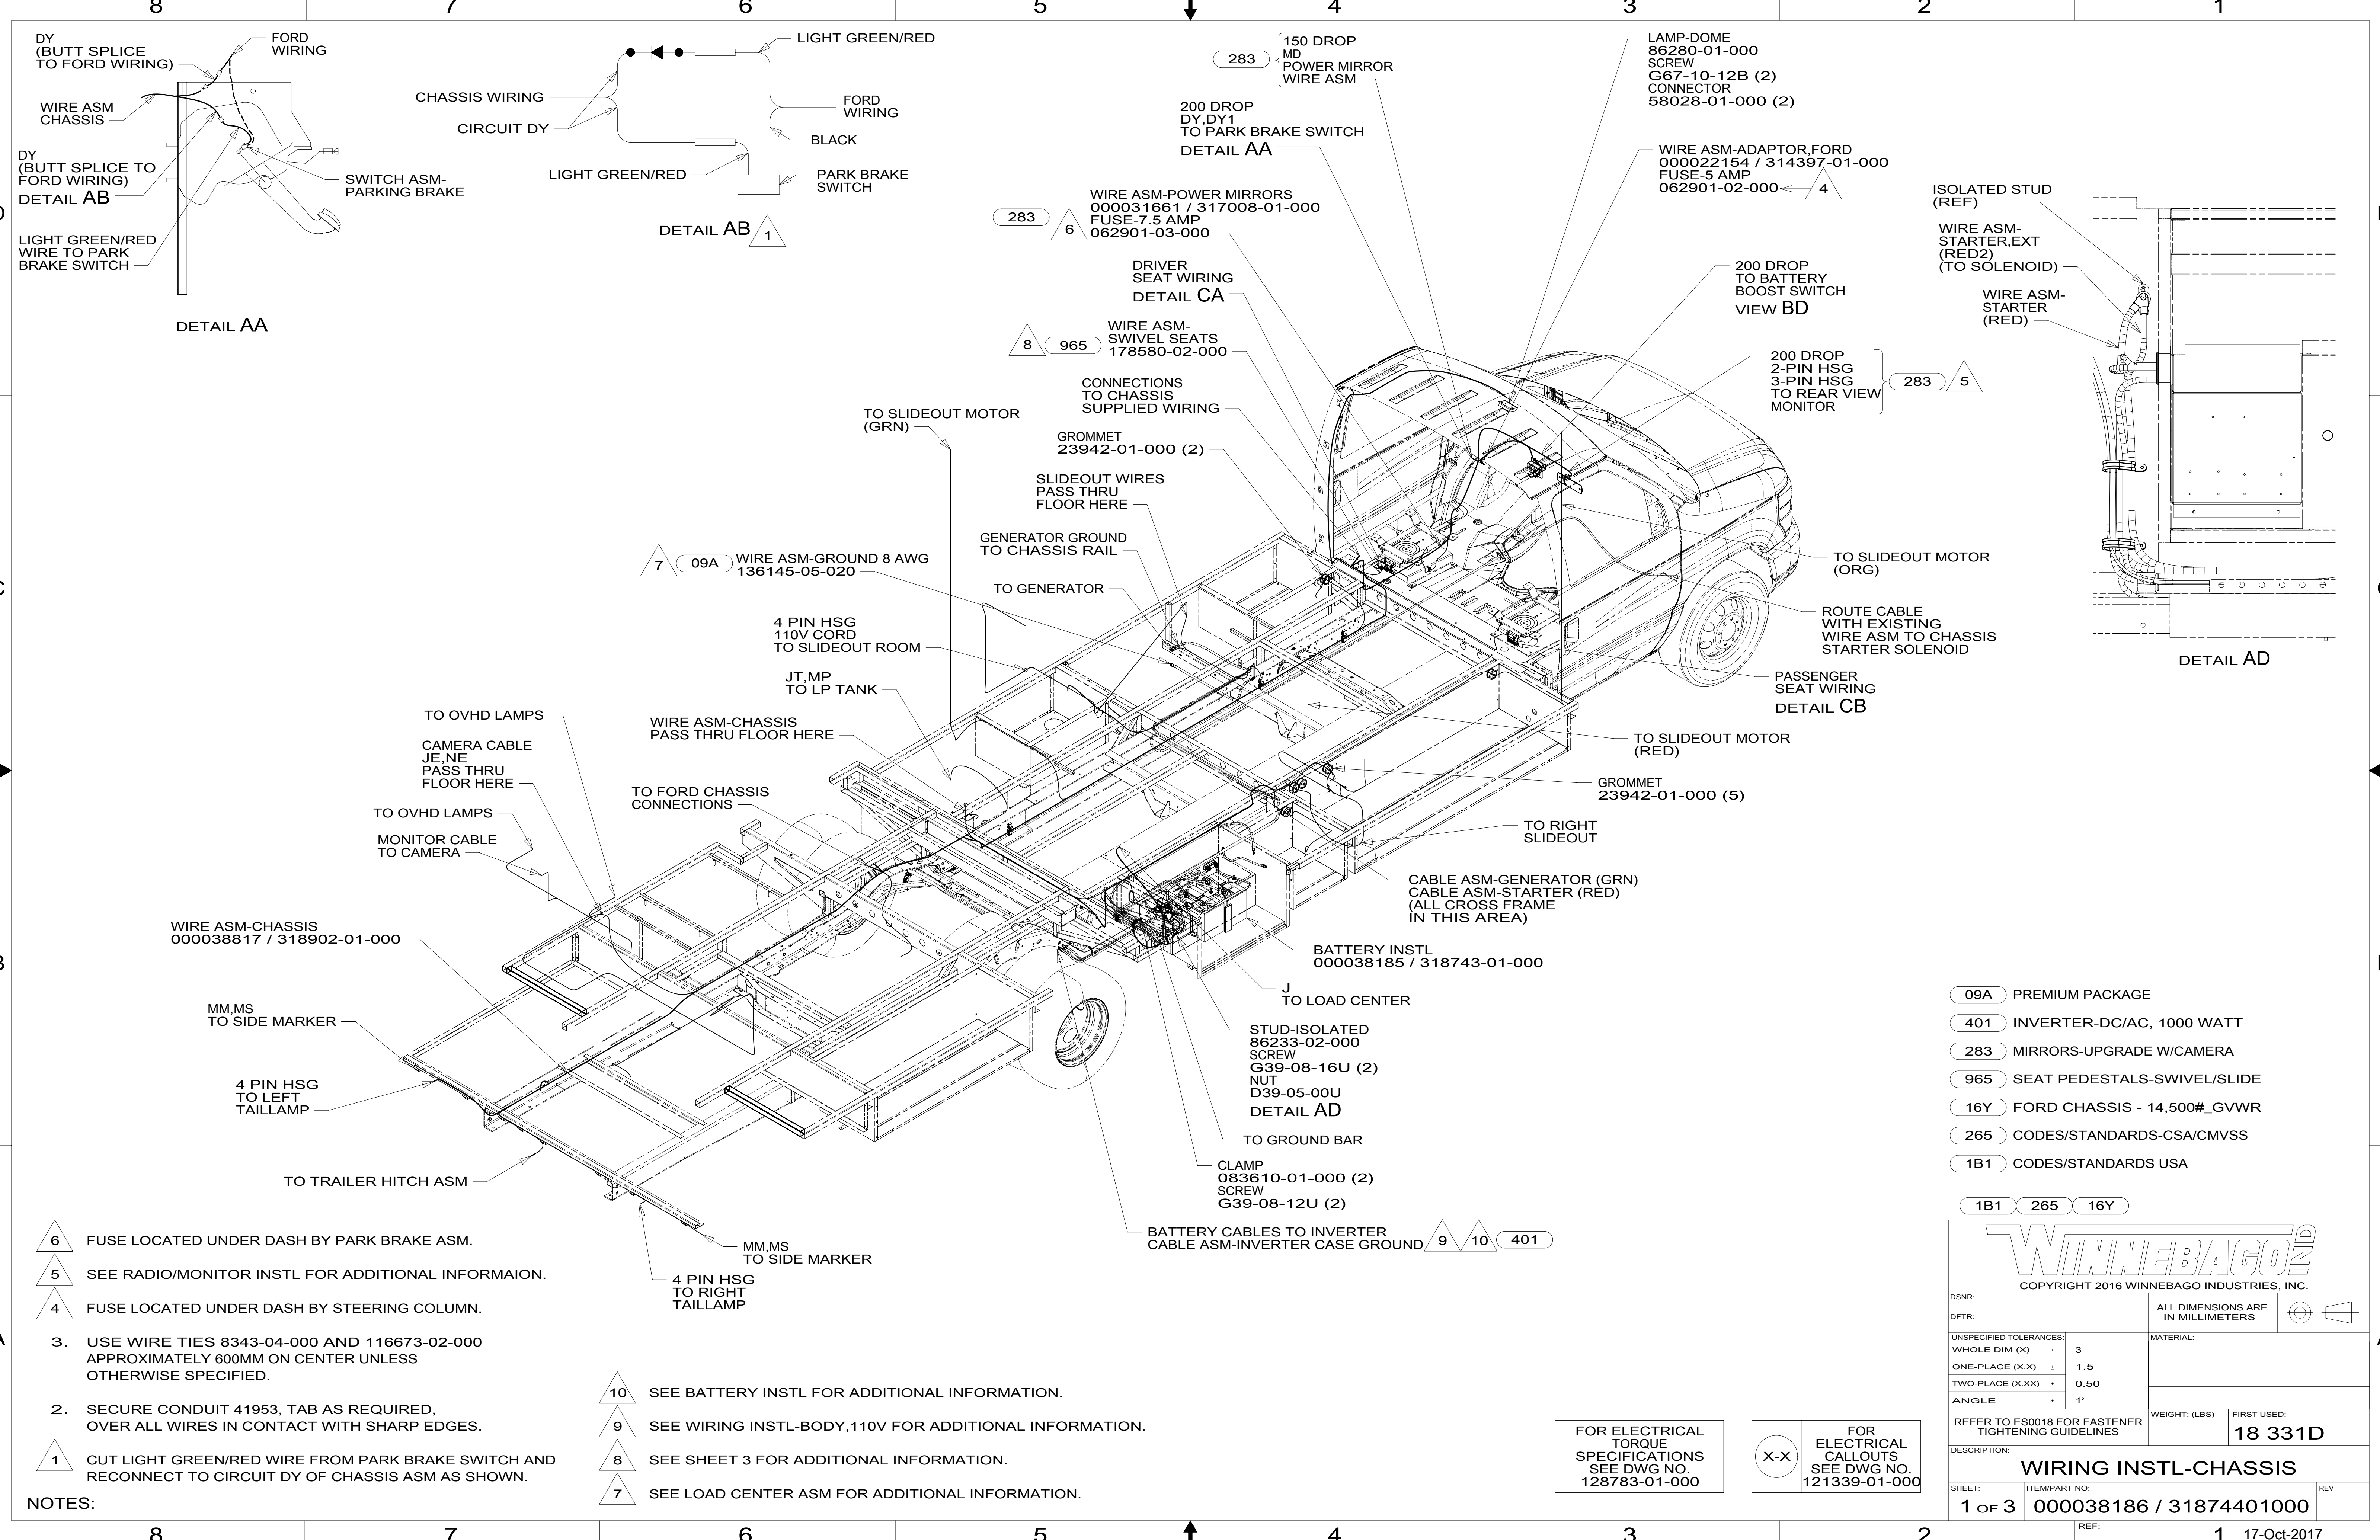 8 7 6 5 4 3 2 1
DY
(BUTT SPLICE
TO FORD WIRING)
FORD
WIRING
WIRE ASM
CHASSIS
DY
(BUTT SPLICE TO
FORD WIRING)
DETAIL AB
SWITCH ASM-
PARKING BRAKE
LIGHT GREEN/RED
WIRE TO PARK
BRAKE SWITCH
DETAIL AA
LIGHT GREEN/RED
CHASSIS WIRING
CIRCUIT DY
FORD
WIRING
BLACK
LIGHT GREEN/RED
PARK BRAKE
SWITCH
DETAIL AB 1
283
150 DROP
MD
POWER MIRROR
WIRE ASM
200 DROP
DY,DY1
TO PARK BRAKE SWITCH
DETAIL AA
283 6
WIRE ASM-POWER MIRRORS
000031661 / 317008-01-000
FUSE-7.5 AMP
062901-03-000
DRIVER
SEAT WIRING
DETAIL CA
8 965
WIRE ASM-
SWIVEL SEATS
178580-02-000
CONNECTIONS
TO CHASSIS
SUPPLIED WIRING
GROMMET
23942-01-000 (2)
SLIDEOUT WIRES
PASS THRU
FLOOR HERE
GENERATOR GROUND
TO CHASSIS RAIL
TO GENERATOR
TO SLIDEOUT MOTOR
(GRN)
7 09A
WIRE ASM-GROUND 8 AWG
136145-05-020
4 PIN HSG
110V CORD
TO SLIDEOUT ROOM
JT,MP
TO LP TANK
WIRE ASM-CHASSIS
PASS THRU FLOOR HERE
TO FORD CHASSIS
CONNECTIONS
TO OVHD LAMPS
CAMERA CABLE
JE,NE
PASS THRU
FLOOR HERE
TO OVHD LAMPS
MONITOR CABLE
TO CAMERA
WIRE ASM-CHASSIS
000038817 / 318902-01-000
MM,MS
TO SIDE MARKER
4 PIN HSG
TO LEFT
TAILLAMP
TO TRAILER HITCH ASM
MM,MS
TO SIDE MARKER
4 PIN HSG
TO RIGHT
TAILLAMP
LAMP-DOME
86280-01-000
SCREW
G67-10-12B (2)
CONNECTOR
58028-01-000 (2)
WIRE ASM-ADAPTOR,FORD
000022154 / 314397-01-000
FUSE-5 AMP
062901-02-000 4
200 DROP
TO BATTERY
BOOST SWITCH
VIEW BD
200 DROP
2-PIN HSG
3-PIN HSG
TO REAR VIEW
MONITOR
283 5
ISOLATED STUD
(REF)
WIRE ASM-
STARTER,EXT
(RED2)
(TO SOLENOID)
WIRE ASM-
STARTER
(RED)
DETAIL AD
TO SLIDEOUT MOTOR
(ORG)
ROUTE CABLE
WITH EXISTING
WIRE ASM TO CHASSIS
STARTER SOLENOID
PASSENGER
SEAT WIRING
DETAIL CB
TO SLIDEOUT MOTOR
(RED)
GROMMET
23942-01-000 (5)
TO RIGHT
SLIDEOUT
CABLE ASM-GENERATOR (GRN)
CABLE ASM-STARTER (RED)
(ALL CROSS FRAME
IN THIS AREA)
BATTERY INSTL
000038185 / 318743-01-000
J
TO LOAD CENTER
STUD-ISOLATED
86233-02-000
SCREW
G39-08-16U (2)
NUT
D39-05-00U
DETAIL AD
TO GROUND BAR
CLAMP
083610-01-000 (2)
SCREW
G39-08-12U (2)
BATTERY CABLES TO INVERTER
CABLE ASM-INVERTER CASE GROUND 9 10 401
09A PREMIUM PACKAGE
401 INVERTER-DC/AC, 1000 WATT
283 MIRRORS-UPGRADE W/CAMERA
965 SEAT PEDESTALS-SWIVEL/SLIDE
16Y FORD CHASSIS - 14,500#_GVWR
265 CODES/STANDARDS-CSA/CMVSS
1B1 CODES/STANDARDS USA
1B1 265 16Y
6 FUSE LOCATED UNDER DASH BY PARK BRAKE ASM.
5 SEE RADIO/MONITOR INSTL FOR ADDITIONAL INFORMAION.
4 FUSE LOCATED UNDER DASH BY STEERING COLUMN.
3. USE WIRE TIES 8343-04-000 AND 116673-02-000
APPROXIMATELY 600MM ON CENTER UNLESS
OTHERWISE SPECIFIED.
2. SECURE CONDUIT 41953, TAB AS REQUIRED,
OVER ALL WIRES IN CONTACT WITH SHARP EDGES.
1 CUT LIGHT GREEN/RED WIRE FROM PARK BRAKE SWITCH AND
RECONNECT TO CIRCUIT DY OF CHASSIS ASM AS SHOWN.
NOTES:
10 SEE BATTERY INSTL FOR ADDITIONAL INFORMATION.
9 SEE WIRING INSTL-BODY,110V FOR ADDITIONAL INFORMATION.
8 SEE SHEET 3 FOR ADDITIONAL INFORMATION.
7 SEE LOAD CENTER ASM FOR ADDITIONAL INFORMATION.
FOR ELECTRICAL
TORQUE
SPECIFICATIONS
SEE DWG NO.
128783-01-000
X-X
FOR
ELECTRICAL
CALLOUTS
SEE DWG NO.
121339-01-000
WINNEBAGO IND
COPYRIGHT 2016 WINNEBAGO INDUSTRIES, INC.
DSNR:
DFTR:
ALL DIMENSIONS ARE
IN MILLIMETERS
UNSPECIFIED TOLERANCES:
WHOLE DIM (X) ± 3
ONE-PLACE (X.X) ± 1.5
TWO-PLACE (X.XX) ± 0.50
ANGLE ± 1°
MATERIAL:
REFER TO ES0018 FOR FASTENER
TIGHTENING GUIDELINES
WEIGHT: (LBS)
FIRST USED:
18 331D
DESCRIPTION:
WIRING INSTL-CHASSIS
SHEET:
1 OF 3
ITEM/PART NO:
000038186 / 31874401000
REV
REF:
8 7 6 5 4 3 2 1
17-Oct-2017